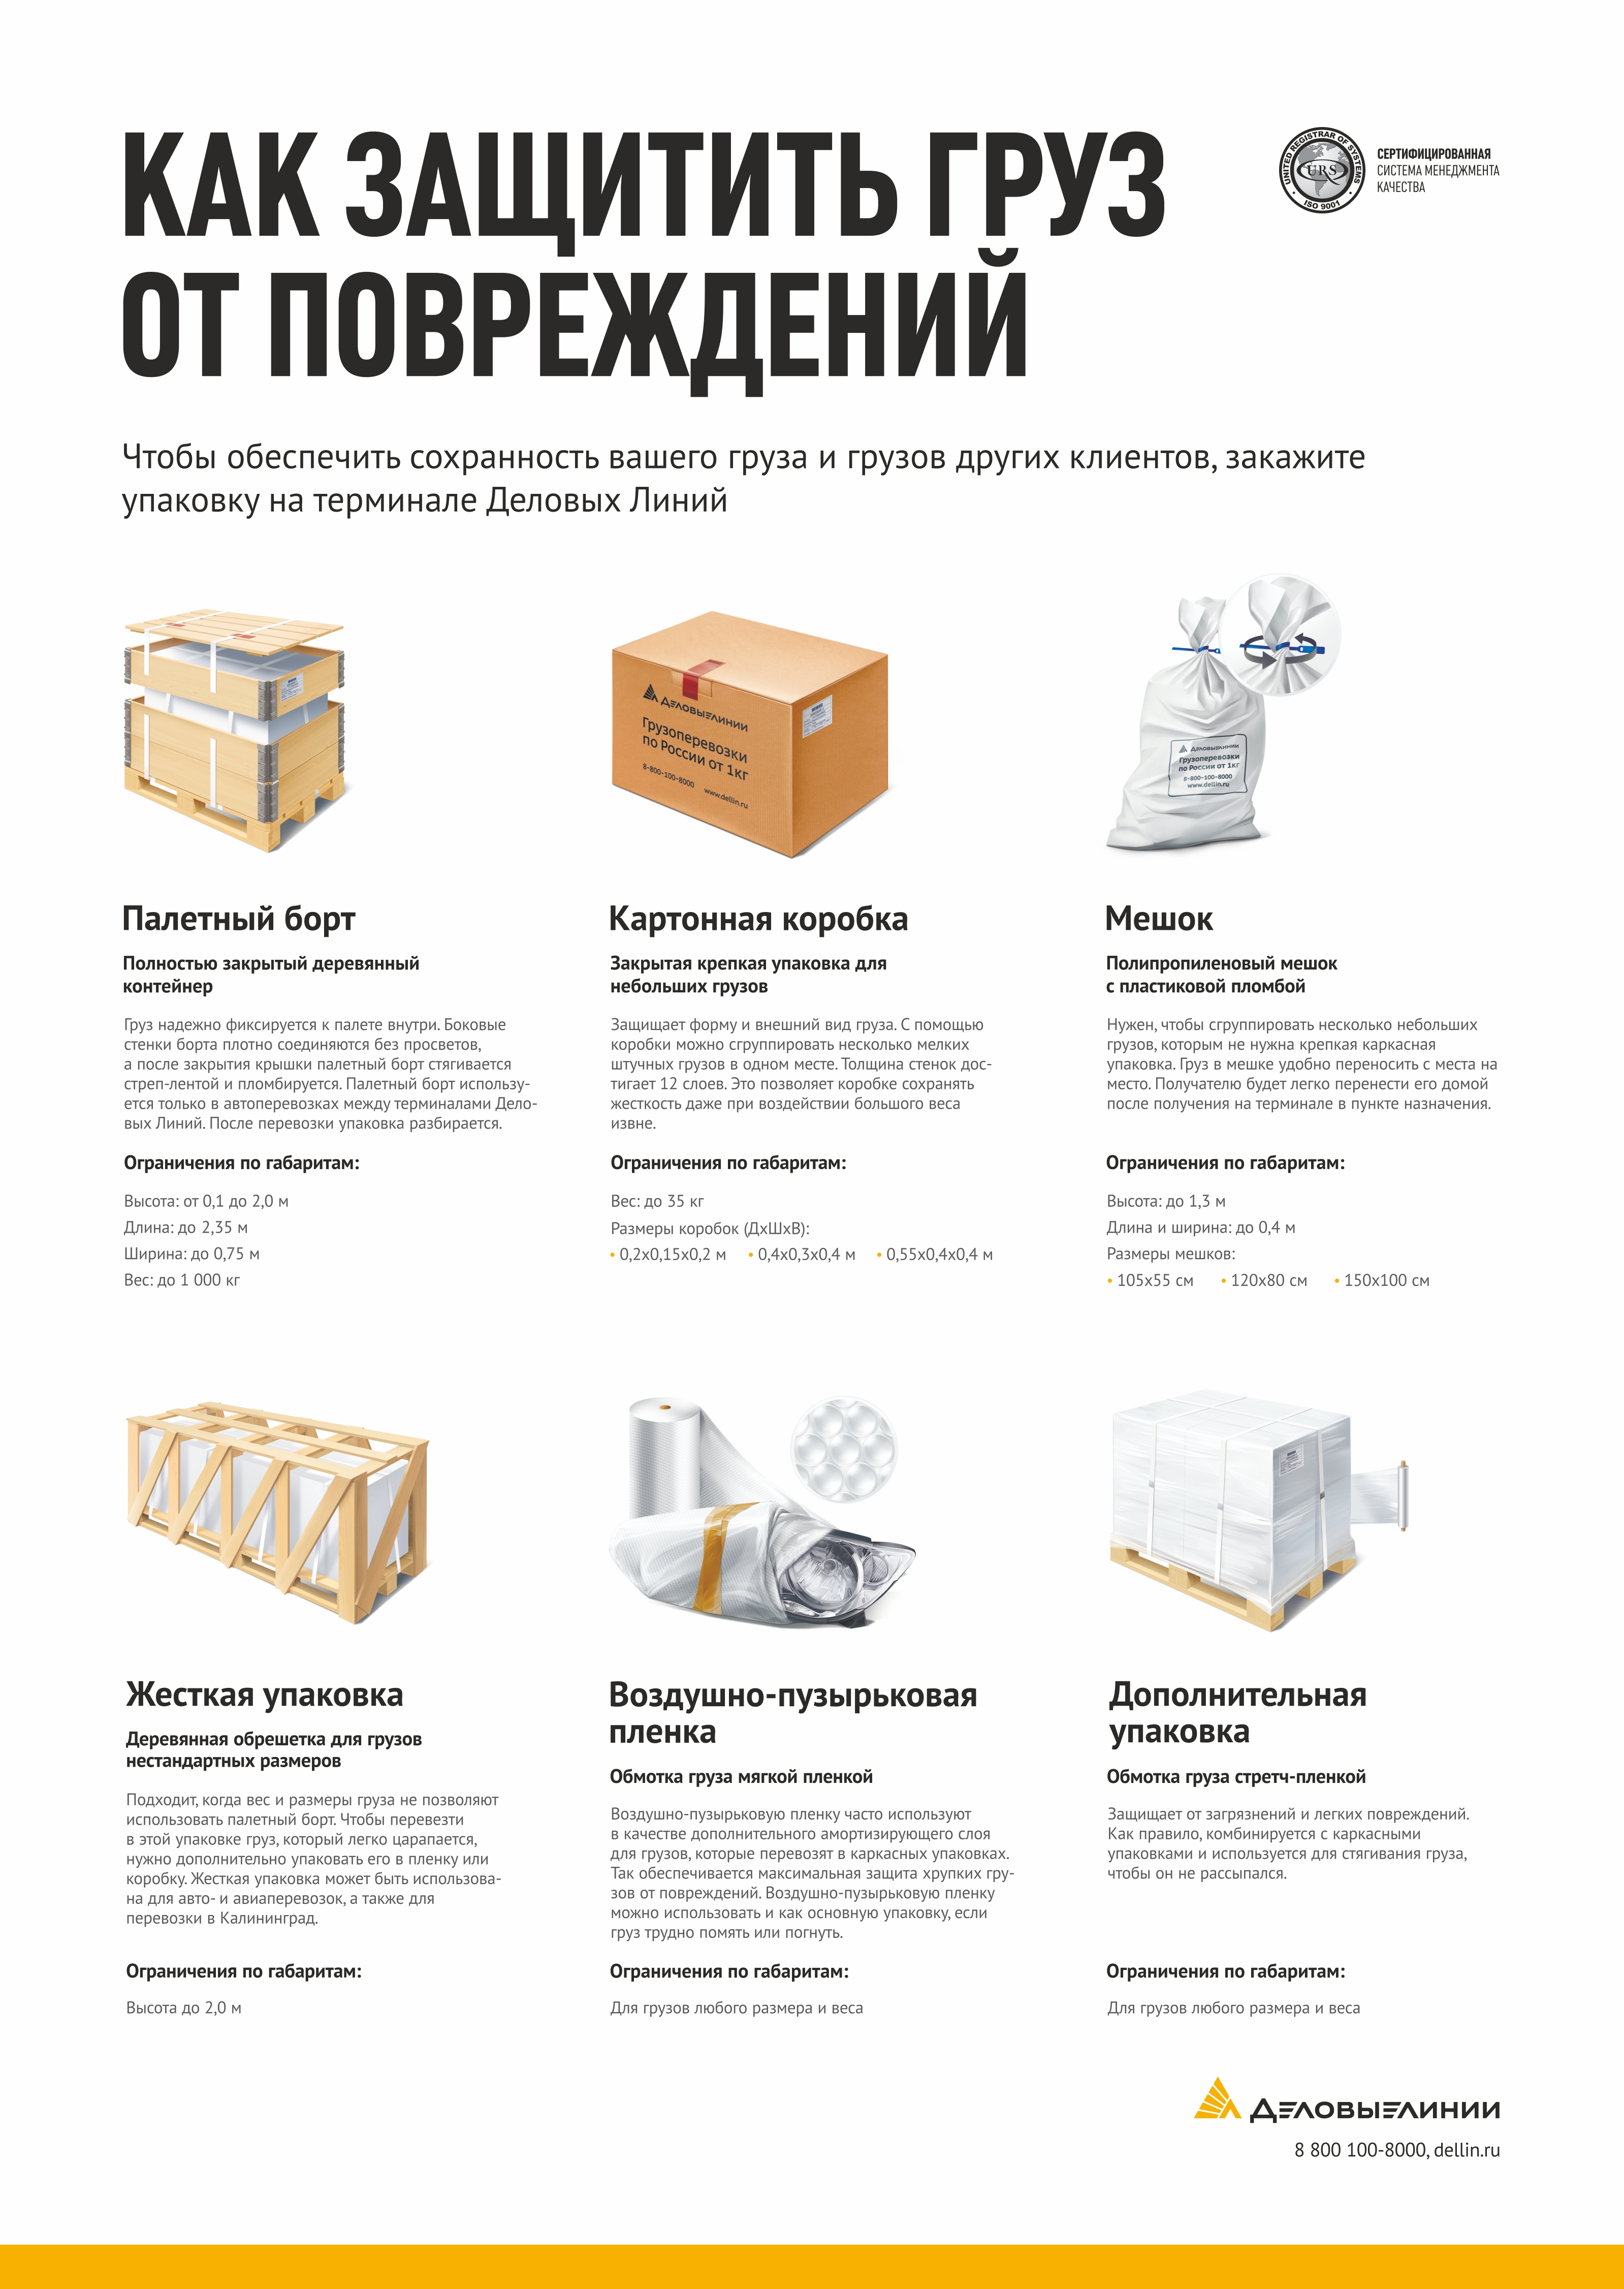 КАК ЗАЩИТИТЬ ГРУЗ
ОТ ПОВРЕЖДЕНИЙ
UNITED REGISTRAR OF SYSTEMS
URS
ISO 9001
СЕРТИФИЦИРОВАННАЯ
СИСТЕМА МЕНЕДЖМЕНТА
КАЧЕСТВА
Чтобы обеспечить сохранность вашего груза и грузов других клиентов, закажите
упаковку на терминале Деловых Линий
ДЕЛОВЫЕЛИНИИ
Грузоперевозки
по России от 1кг
8-800-100-8000 www.dellin.ru
ДЕЛОВЫЕЛИНИИ
Грузоперевозки
по России от 1кг
8-800-100-8000
www.dellin.ru
Палетный борт
Полностью закрытый деревянный
контейнер
Груз надежно фиксируется к палете внутри. Боковые
стенки борта плотно соединяются без просветов,
а после закрытия крышки палетный борт стягивается
стреп-лентой и пломбируется. Палетный борт использу-
ется только в автоперевозках между терминалами Дело-
вых Линий. После перевозки упаковка разбирается.
Ограничения по габаритам:
Высота: от 0,1 до 2,0 м
Длина: до 2,35 м
Ширина: до 0,75 м
Вес: до 1 000 кг
Картонная коробка
Закрытая крепкая упаковка для
небольших грузов
Защищает форму и внешний вид груза. С помощью
коробки можно сгруппировать несколько мелких
штучных грузов в одном месте. Толщина стенок дос-
тигает 12 слоев. Это позволяет коробке сохранять
жесткость даже при воздействии большого веса
извне.
Ограничения по габаритам:
Вес: до 35 кг
Размеры коробок (ДхШхВ):
• 0,2х0,15х0,2 м • 0,4х0,3х0,4 м • 0,55х0,4х0,4 м
Мешок
Полипропиленовый мешок
с пластиковой пломбой
Нужен, чтобы сгруппировать несколько небольших
грузов, которым не нужна крепкая каркасная
упаковка. Груз в мешке удобно переносить с места на
место. Получателю будет легко перенести его домой
после получения на терминале в пункте назначения.
Ограничения по габаритам:
Высота: до 1,3 м
Длина и ширина: до 0,4 м
Размеры мешков:
• 105х55 см • 120х80 см • 150х100 см
Жесткая упаковка
Деревянная обрешетка для грузов
нестандартных размеров
Подходит, когда вес и размеры груза не позволяют
использовать палетный борт. Чтобы перевезти
в этой упаковке груз, который легко царапается,
нужно дополнительно упаковать его в пленку или
коробку. Жесткая упаковка может быть использова-
на для авто- и авиаперевозок, а также для
перевозки в Калининград.
Ограничения по габаритам:
Высота до 2,0 м
Воздушно-пузырьковая
пленка
Обмотка груза мягкой пленкой
Воздушно-пузырьковую пленку часто используют
в качестве дополнительного амортизирующего слоя
для грузов, которые перевозят в каркасных упаковках.
Так обеспечивается максимальная защита хрупких гру-
зов от повреждений. Воздушно-пузырьковую пленку
можно использовать и как основную упаковку, если
груз трудно помять или погнуть.
Ограничения по габаритам:
Для грузов любого размера и веса
Дополнительная
упаковка
Обмотка груза стретч-пленкой
Защищает от загрязнений и легких повреждений.
Как правило, комбинируется с каркасными
упаковками и используется для стягивания груза,
чтобы он не рассыпался.
Ограничения по габаритам:
Для грузов любого размера и веса
ДЕЛОВЫЕЛИНИИ
8 800 100-8000, dellin.ru